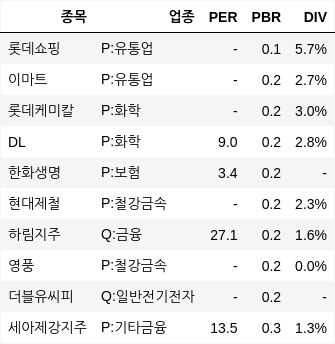 종목 업종 PER PBR DIV
롯데쇼핑 P:유통업 - 0.1 5.7%
이마트 P:유통업 - 0.2 2.7%
롯데케미칼 P:화학 - 0.2 3.0%
DL P:화학 9.0 0.2 2.8%
한화생명 P:보험 3.4 0.2 -
현대제철 P:철강금속 - 0.2 2.3%
하림지주 Q:금융 27.1 0.2 1.6%
영풍 P:철강금속 - 0.2 0.0%
더블유씨피 Q:일반전기전자 - 0.2 -
세아제강지주 P:기타금융 13.5 0.3 1.3%